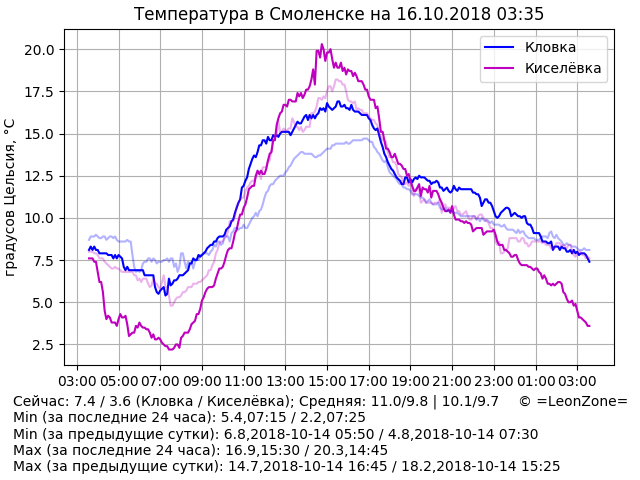 Температура в Смоленске на 16.10.2018 03:35
Кловка
Киселёвка
градусов Цельсия, °C
20.0
17.5
15.0
12.5
10.0
7.5
5.0
2.5
03:00 05:00 07:00 09:00 11:00 13:00 15:00 17:00 19:00 21:00 23:00 01:00 03:00
Сейчас: 7.4 / 3.6 (Кловка / Киселёвка); Средняя: 11.0/9.8 | 10.1/9.7 © =LeonZone=
Min (за последние 24 часа): 5.4,07:15 / 2.2,07:25
Min (за предыдущие сутки): 6.8,2018-10-14 05:50 / 4.8,2018-10-14 07:30
Max (за последние 24 часа): 16.9,15:30 / 20.3,14:45
Max (за предыдущие сутки): 14.7,2018-10-14 16:45 / 18.2,2018-10-14 15:25